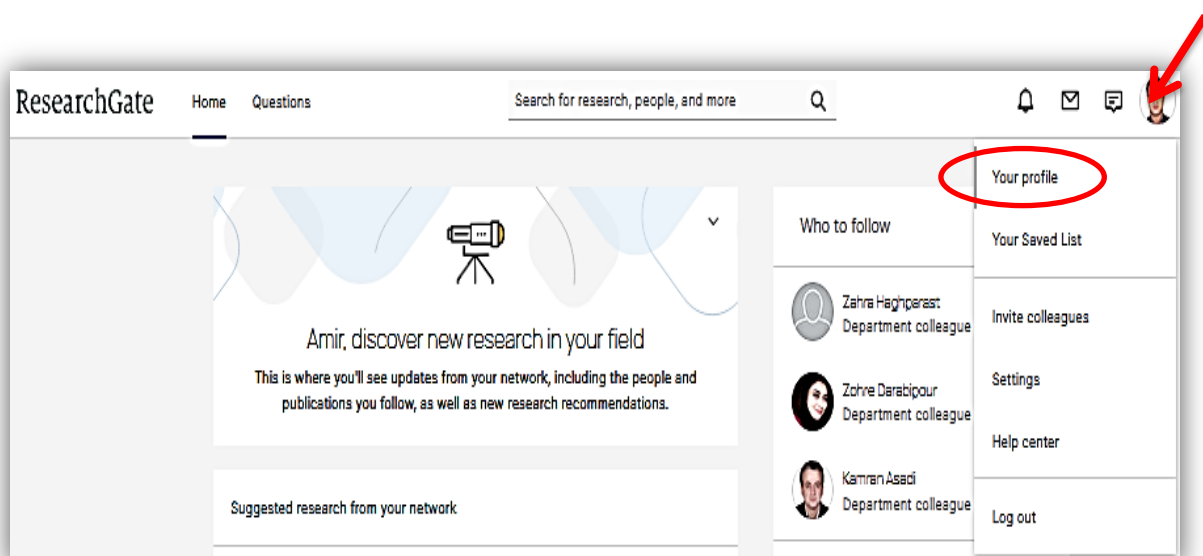 ResearchGate
Home
Questions
Search for research, people, and more
Your profile
Your Saved List
Invite colleagues
Settings
Help center
Log out
Amir, discover new research in your field
This is where you'll see updates from your network, including the people and
publications you follow, as well as new research recommendations.
Suggested research from your network
Who to follow
Zahra Haghparast
Department colleague
Zohre Darabipour
Department colleague
Kamran Asadi
Department colleague